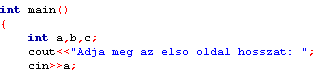 int main()
{
int a,b,c;
cout<<"Adja meg az elso oldal hosszat: ";
cin>>a;